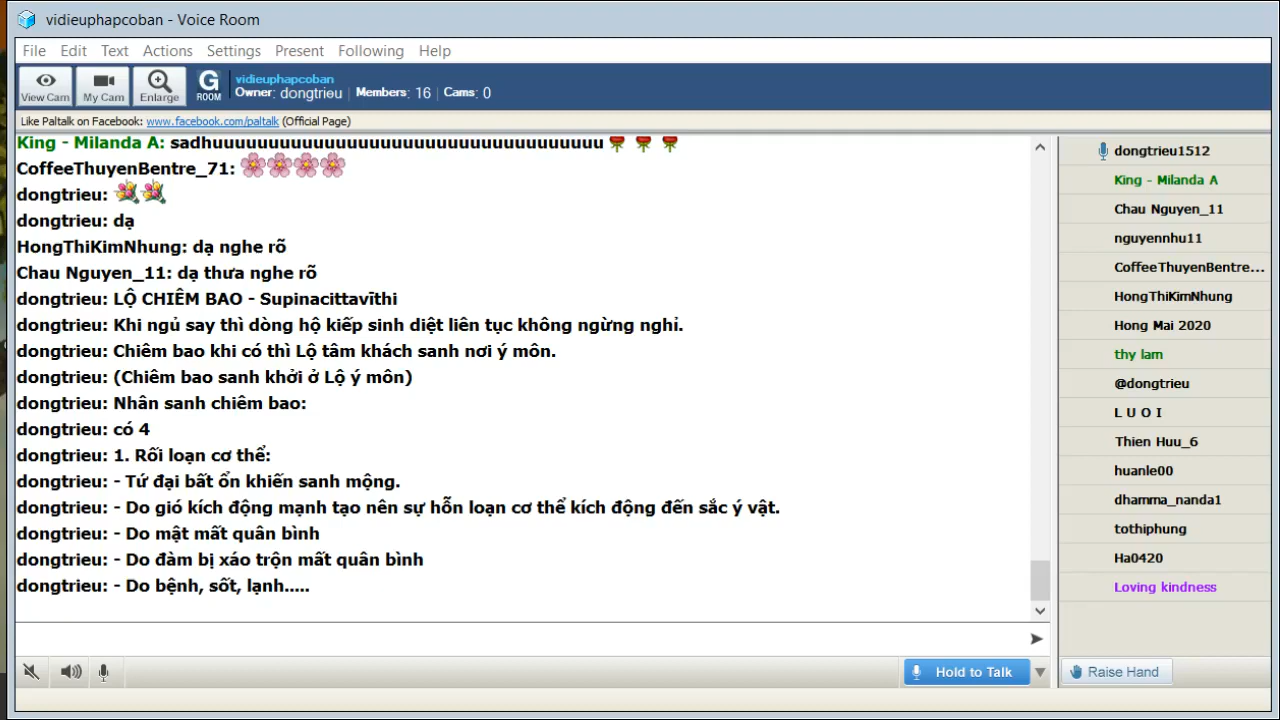 vidieuphapcoban - Voice Room
File Edit Text Actions Settings Present Following Help
View Cam My Cam Enlarge G ROOM
vidieuphapcoban
Owner: dongtrieu Members: 16 Cams: 0
Like Paltalk on Facebook: www.facebook.com/paltalk (Official Page)
King - Milanda A: sadhuuuuuuuuuuuuuuuuuuuuuuuuuuuuuuuuuuu
CoffeeThuyenBentre_71:
dongtrieu:
dongtrieu: dạ
HongThiKimNhung: dạ nghe rõ
Chau Nguyen_11: dạ thưa nghe rõ
dongtrieu: LỘ CHIÊM BAO - Supinacittavīthi
dongtrieu: Khi ngủ say thì dòng hộ kiếp sinh diệt liên tục không ngừng nghỉ.
dongtrieu: Chiêm bao khi có thì Lộ tâm khách sanh nơi ý môn.
dongtrieu: (Chiêm bao sanh khởi ở Lộ ý môn)
dongtrieu: Nhân sanh chiêm bao:
dongtrieu: có 4
dongtrieu: 1. Rối loạn cơ thể:
dongtrieu: - Tứ đại bất ổn khiến sanh mộng.
dongtrieu: - Do gió kích động mạnh tạo nên sự hỗn loạn cơ thể kích động đến sắc ý vật.
dongtrieu: - Do mật mất quân bình
dongtrieu: - Do đàm bị xáo trộn mất quân bình
dongtrieu: - Do bệnh, sốt, lạnh.....
Hold to Talk
dongtrieu1512
King - Milanda A
Chau Nguyen_11
nguyennhu11
CoffeeThuyenBentre...
HongThiKimNhung
Hong Mai 2020
thy lam
@dongtrieu
L U O I
Thien Huu_6
huanle00
dhamma_nanda1
tothiphung
Ha0420
Loving kindness
Raise Hand